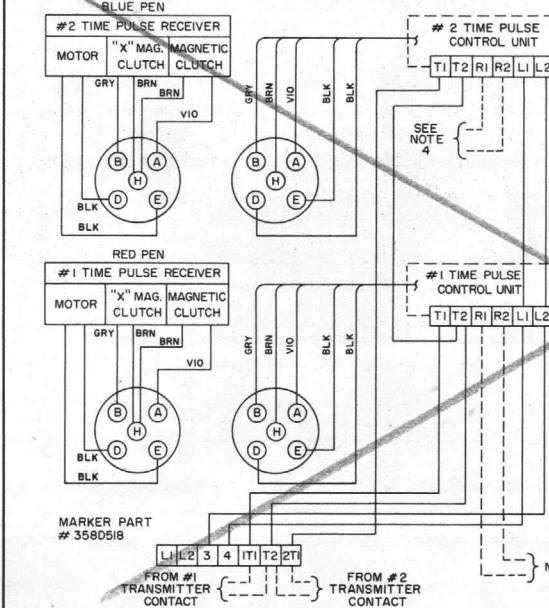 BLUE PEN
#2 TIME PULSE RECEIVER
MOTOR "X" MAG. CLUTCH MAGNETIC CLUTCH
GRY BRN
BRN
VIO
B A
H
D E
BLK
BLK
GRY BRN VIO BLK BLK
B A
H
D E
# 2 TIME PULSE
CONTROL UNIT
T1 T2 R1 R2 L1 L2
SEE
NOTE
4
RED PEN
#1 TIME PULSE RECEIVER
MOTOR "X" MAG. CLUTCH MAGNETIC CLUTCH
GRY BRN
BRN
VIO
B A
H
D E
BLK
BLK
GRY BRN VIO BLK BLK
B A
H
D E
#1 TIME PULSE
CONTROL UNIT
T1 T2 R1 R2 L1 L2
MARKER PART
# 358D518
L1 L2 3 4 1T1 T2 2T1
FROM #1
TRANSMITTER
CONTACT
FROM #2
TRANSMITTER
CONTACT